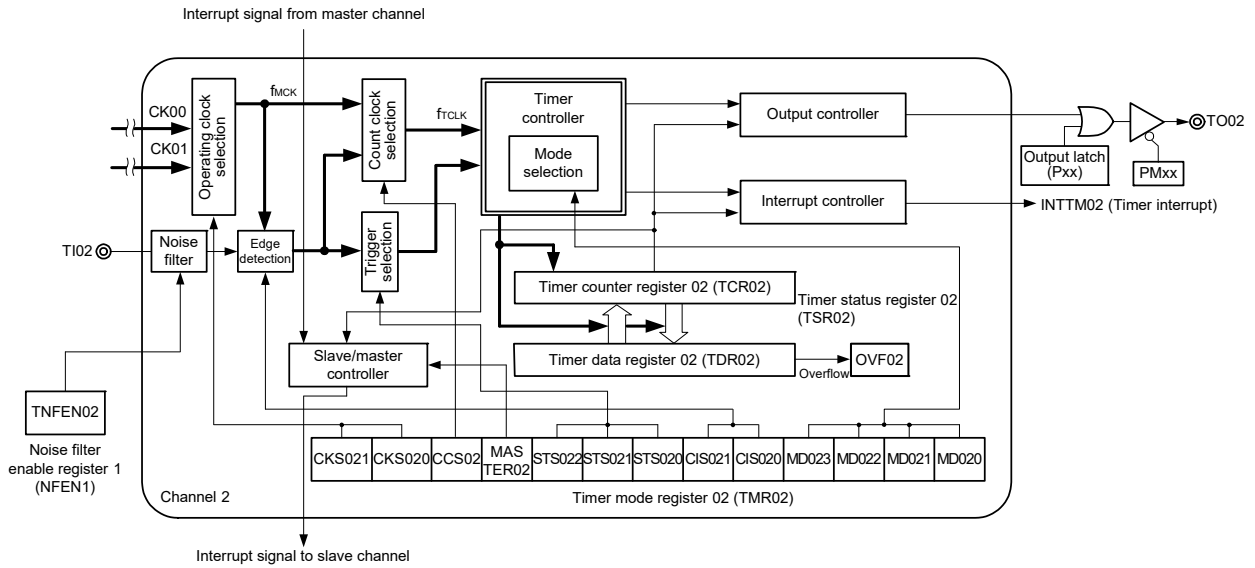 Interrupt signal from master channel
CK00
CK01
Operating clock
selection
fMCK
Count clock
selection
fTCLK
Timer
controller
Mode
selection
Output controller
Output latch
(Pxx)
PMxx
TO02
Interrupt controller
INTTM02 (Timer interrupt)
TI02
Noise
filter
Edge
detection
Trigger
selection
Timer counter register 02 (TCR02)
Timer status register 02
(TSR02)
Slave/master
controller
Timer data register 02 (TDR02)
Overflow
OVF02
TNFEN02
Noise filter
enable register 1
(NFEN1)
CKS021
CKS020
CCS02
MAS
TER02
STS022
STS021
STS020
CIS021
CIS020
MD023
MD022
MD021
MD020
Channel 2
Timer mode register 02 (TMR02)
Interrupt signal to slave channel